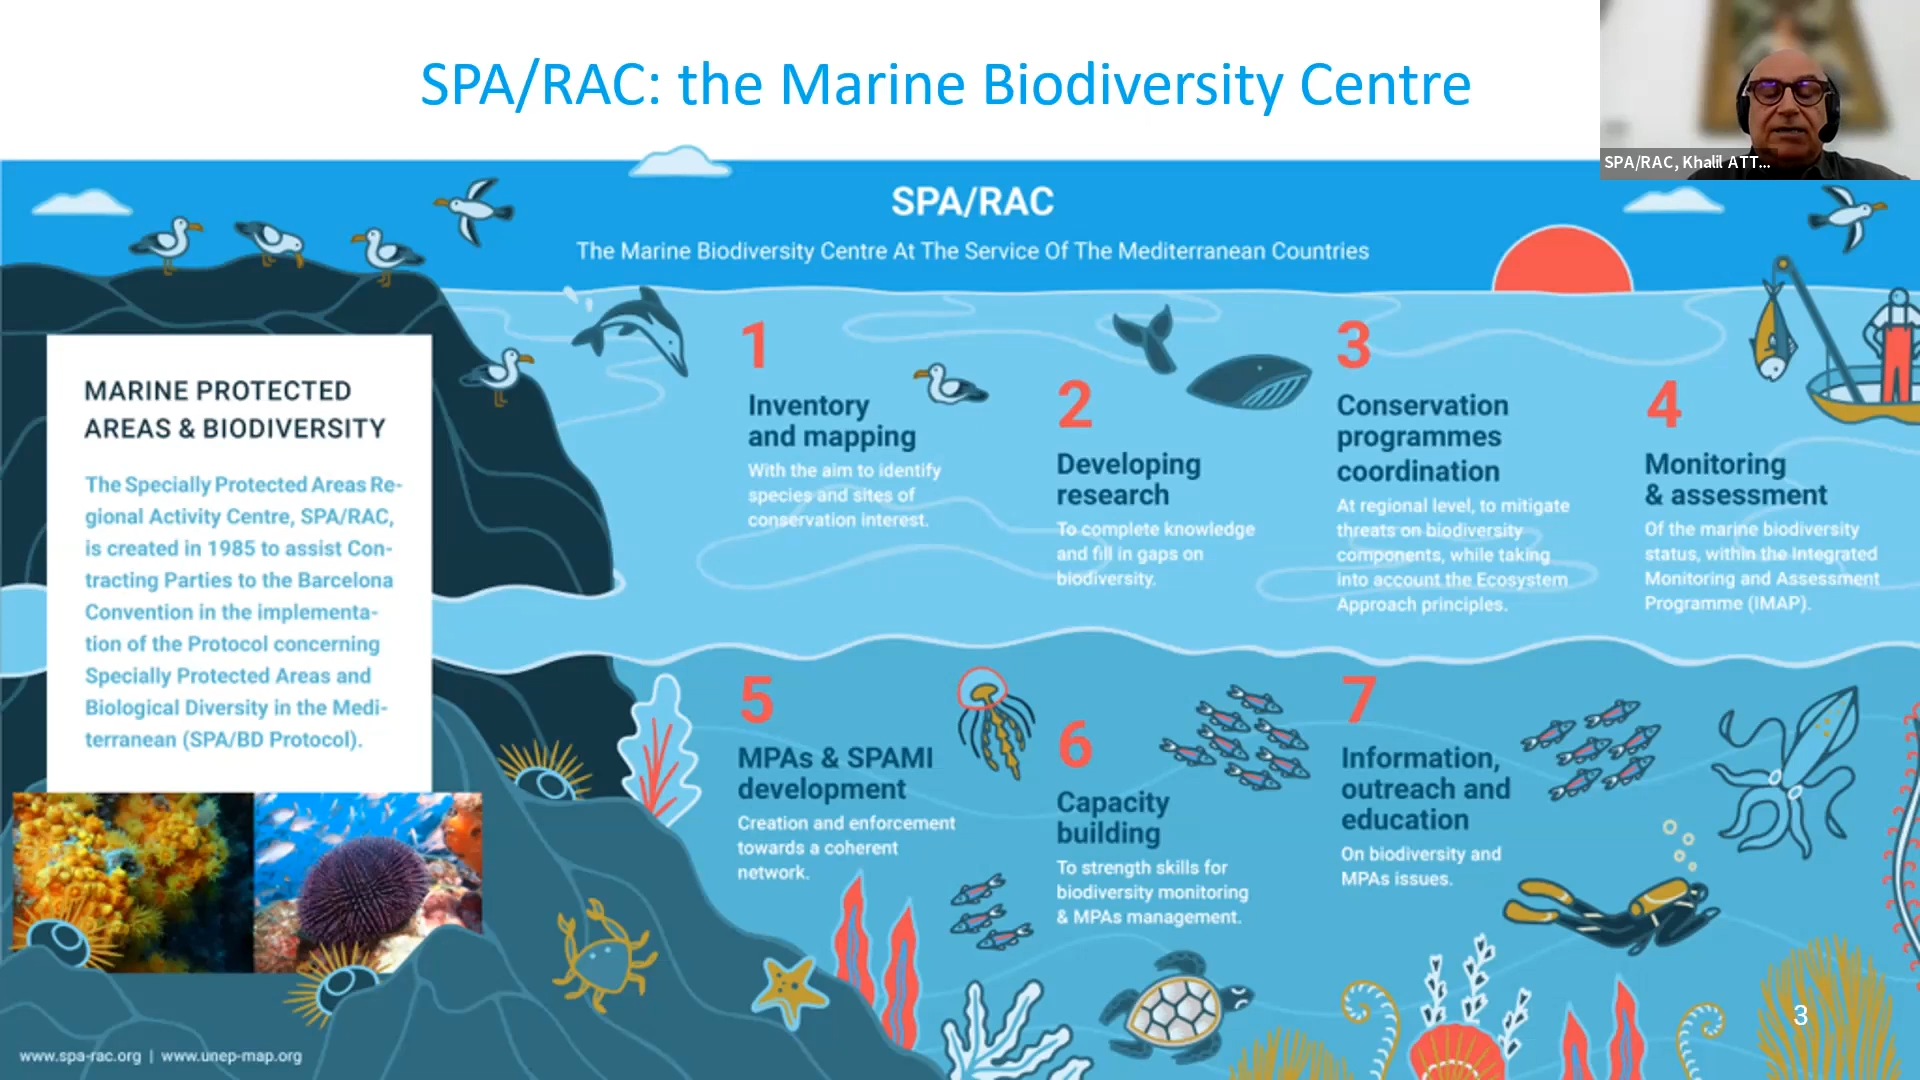 SPA/RAC: the Marine Biodiversity Centre
SPA/RAC, Khalil ATT...
SPA/RAC
The Marine Biodiversity Centre At The Service Of The Mediterranean Countries
MARINE PROTECTED
AREAS & BIODIVERSITY
The Specially Protected Areas Re-
gional Activity Centre, SPA/RAC,
is created in 1985 to assist Con-
tracting Parties to the Barcelona
Convention in the implementa-
tion of the Protocol concerning
Specially Protected Areas and
Biological Diversity in the Medi-
terranean (SPA/BD Protocol).
1
Inventory
and mapping
With the aim to identify
species and sites of
conservation interest.
2
Developing
research
To complete knowledge
and fill in gaps on
biodiversity.
3
Conservation
programmes
coordination
At regional level, to mitigate
threats on biodiversity
components, while taking
into account the Ecosystem
Approach principles.
4
Monitoring
& assessment
Of the marine biodiversity
status, within the Integrated
Monitoring and Assessment
Programme (IMAP).
5
MPAs & SPAMI
development
Creation and enforcement
towards a coherent
network.
6
Capacity
building
To strength skills for
biodiversity monitoring
& MPAs management.
7
Information,
outreach and
education
On biodiversity and
MPAs issues.
www.spa-rac.org | www.unep-map.org
3